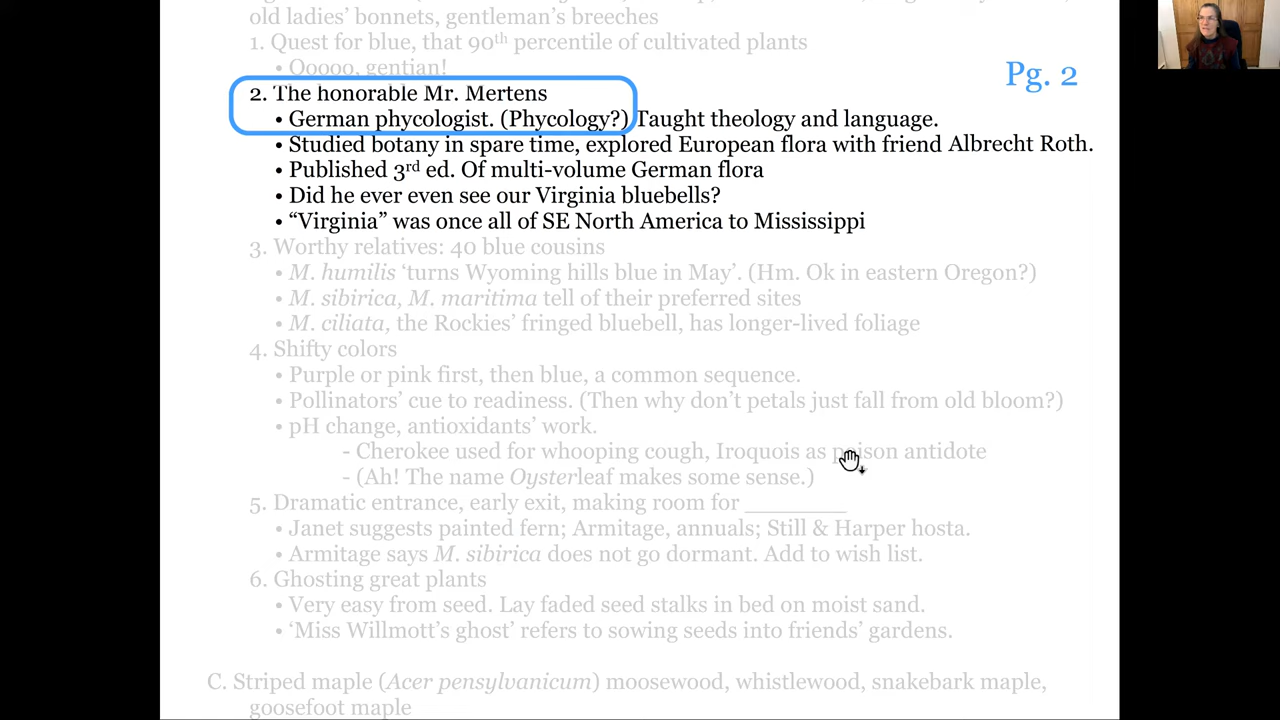 old ladies’ bonnets, gentleman’s breeches
1. Quest for blue, that 90th percentile of cultivated plants
• Ooooo, gentian!
Pg. 2
2. The honorable Mr. Mertens
• German phycologist. (Phycology?) Taught theology and language.
• Studied botany in spare time, explored European flora with friend Albrecht Roth.
• Published 3rd ed. Of multi-volume German flora
• Did he ever even see our Virginia bluebells?
• “Virginia” was once all of SE North America to Mississippi
3. Worthy relatives: 40 blue cousins
• M. humilis ‘turns Wyoming hills blue in May’. (Hm. Ok in eastern Oregon?)
• M. sibirica, M. maritima tell of their preferred sites
• M. ciliata, the Rockies’ fringed bluebell, has longer-lived foliage
4. Shifty colors
• Purple or pink first, then blue, a common sequence.
• Pollinators’ cue to readiness. (Then why don’t petals just fall from old bloom?)
• pH change, antioxidants’ work.
- Cherokee used for whooping cough, Iroquois as poison antidote
- (Ah! The name Oysterleaf makes some sense.)
5. Dramatic entrance, early exit, making room for ________
• Janet suggests painted fern; Armitage, annuals; Still & Harper hosta.
• Armitage says M. sibirica does not go dormant. Add to wish list.
6. Ghosting great plants
• Very easy from seed. Lay faded seed stalks in bed on moist sand.
• ‘Miss Willmott’s ghost’ refers to sowing seeds into friends’ gardens.
C. Striped maple (Acer pensylvanicum) moosewood, whistlewood, snakebark maple,
goosefoot maple